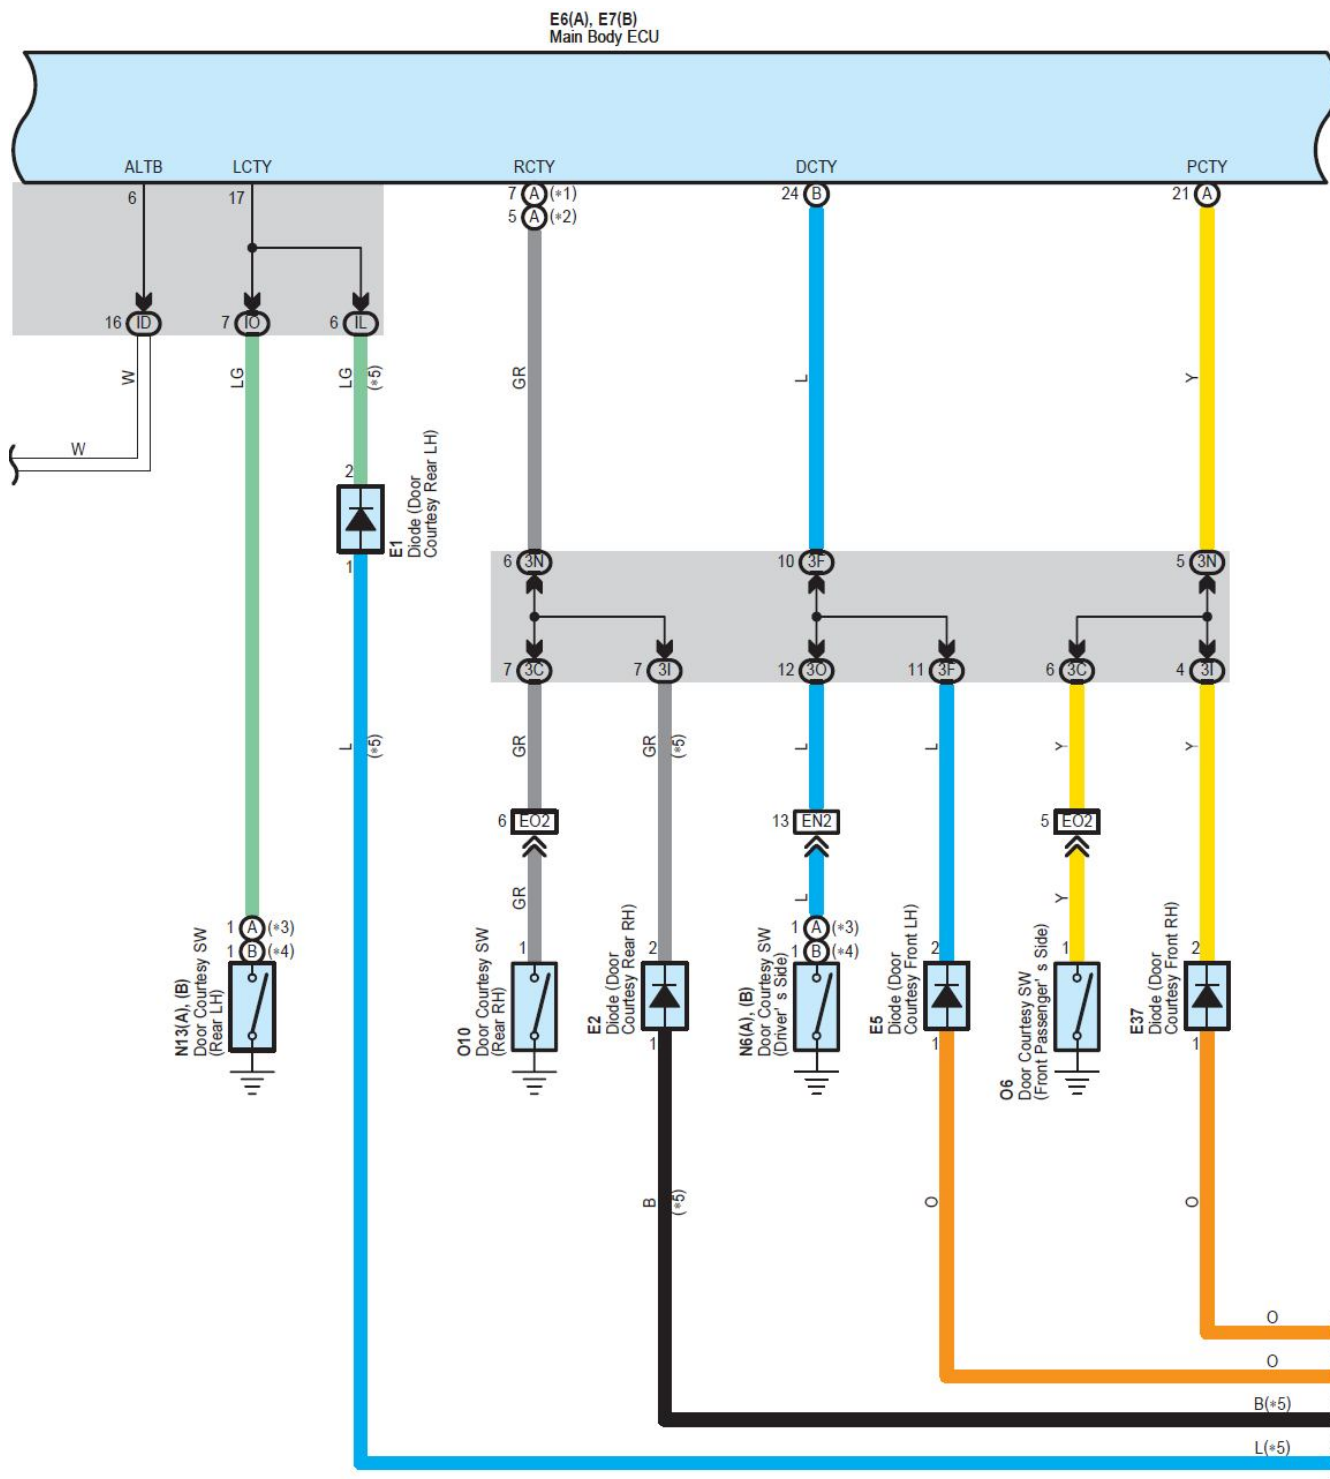 E6(A), E7(B)
Main Body ECU
ALTB
LCTY
RCTY
DCTY
PCTY
6
17
7 A (*1)
5 A (*2)
24 B
21 A
16 ID
7 IO
6 IL
W
LG
LG
(*5)
GR
L
Y
W
2
E1
Diode (Door
Courtesy Rear LH)
1
6 3N
10 3F
5 3N
7 3C
7 3I
12 3O
11 3F
6 3C
4 3I
L
(*5)
GR
GR
(*5)
L
L
Y
Y
6 EO2
13 EN2
5 EO2
GR
L
Y
1 A (*3)
1 B (*4)
N13(A), (B)
Door Courtesy SW
(Rear LH)
1
O10
Door Courtesy SW
(Rear RH)
2
E2
Diode (Door
Courtesy Rear RH)
1
1 A (*3)
1 B (*4)
N6(A), (B)
Door Courtesy SW
(Driver' s Side)
2
E5
Diode (Door
Courtesy Front LH)
1
1
O6
Door Courtesy SW
(Front Passenger' s Side)
2
E37
Diode (Door
Courtesy Front RH)
1
B
(*5)
O
O
O
O
B(*5)
L(*5)